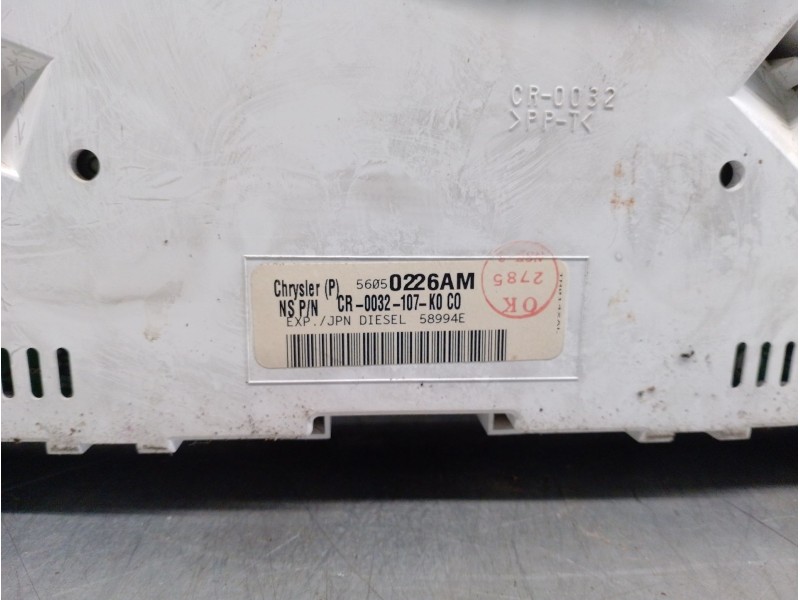 CR-0032
>PP-T<
Chrysler (P) 56050226AM
NS P/N CR-0032-107-K0 C0
EXP./JPN DIESEL 58994E
OK
2785